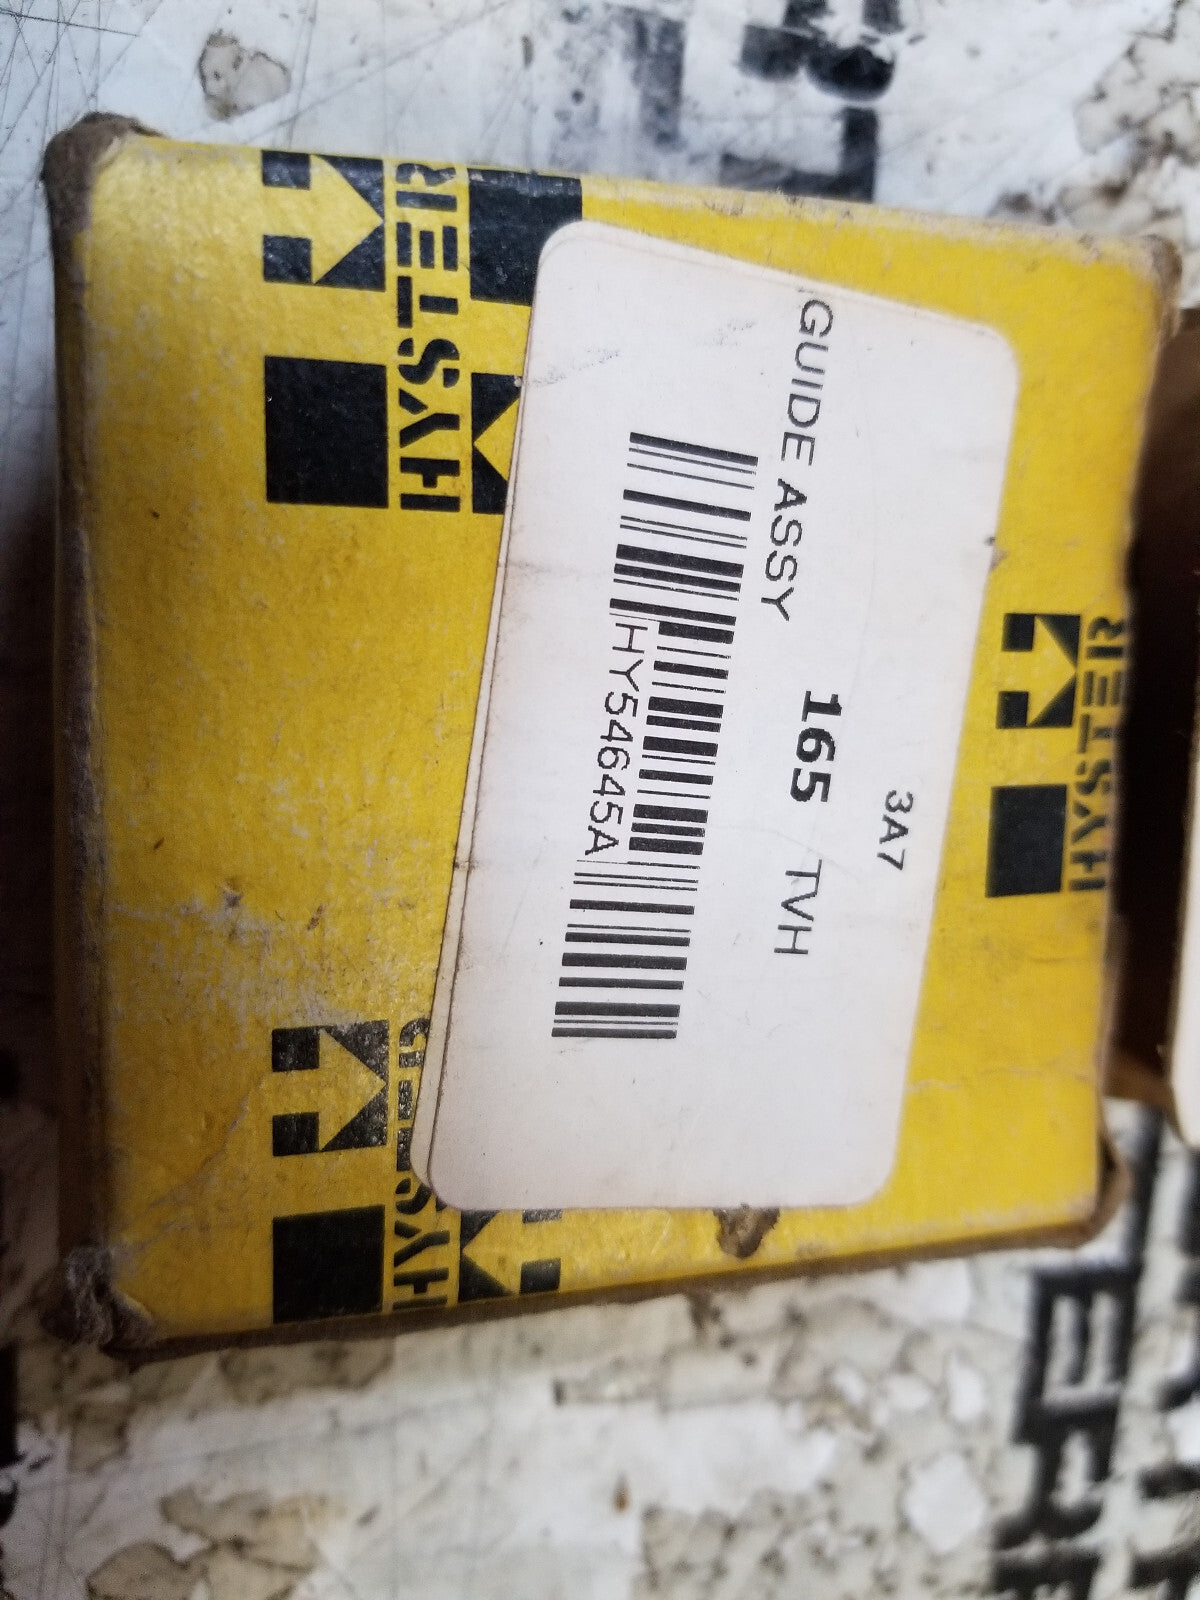 HYSTER
HYSTER
HYSTER
3A7
165 TVH
GUIDE ASSY
HY54645A